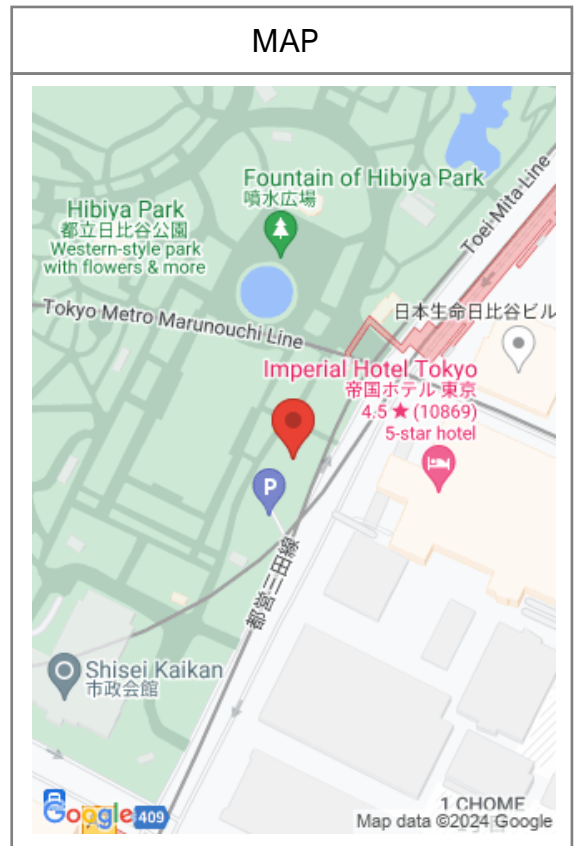 MAP
Fountain of Hibiya Park
噴水広場
Hibiya Park
都立日比谷公園
Western-style park
with flowers & more
Toei Mita Line
Tokyo Metro Marunouchi Line
日本生命日比谷ビル
Imperial Hotel Tokyo
帝国ホテル 東京
4.5 ★ (10869)
5-star hotel
P
都営三田線
Shisei Kaikan
市政会館
1 CHOME
Google
409
Map data ©2024 Google